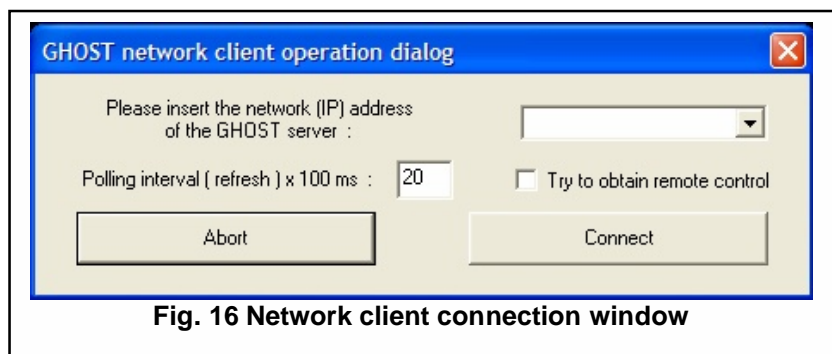 GHOST network client operation dialog
Please insert the network (IP) address
of the GHOST server :
Polling interval ( refresh ) x 100 ms :
20
Try to obtain remote control
Abort
Connect
Fig. 16 Network client connection window